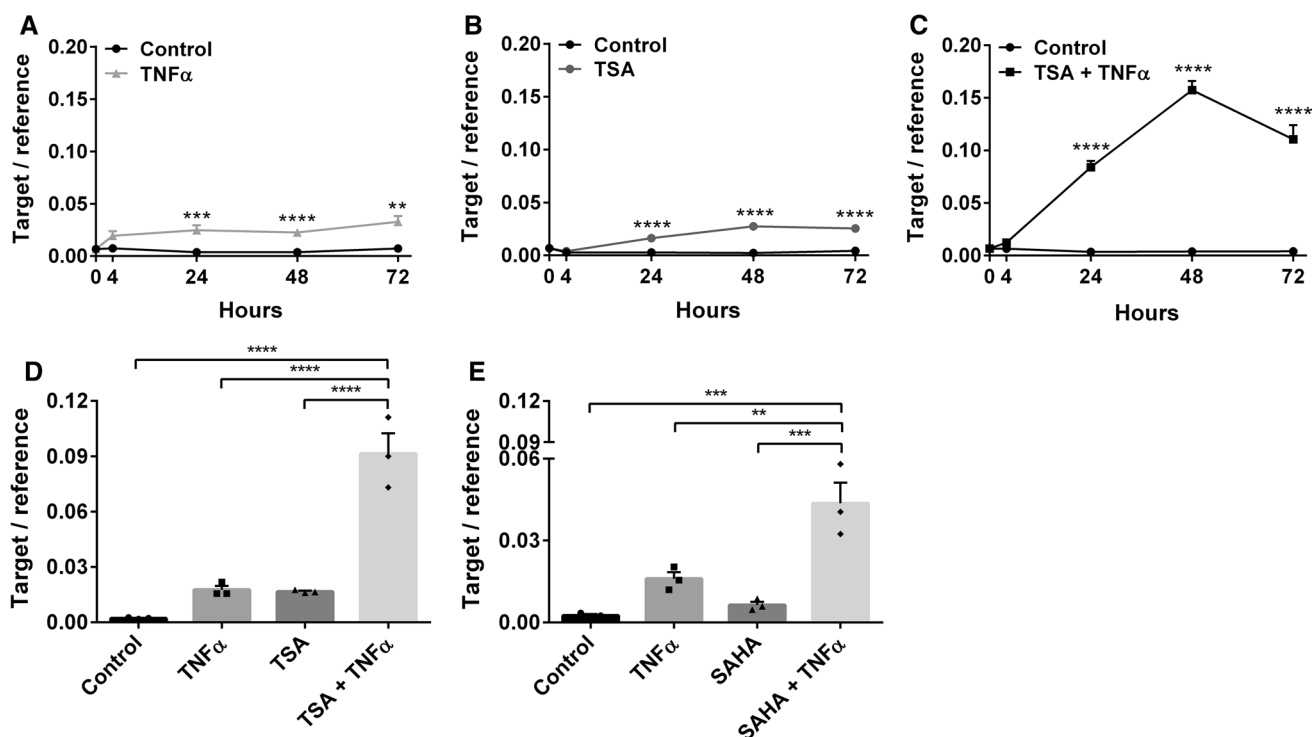 A
Control
TNFα
0.20
0.15
0.10
0.05
0.00
Target / reference
***
****
**
0 4 24 48 72
Hours
B
Control
TSA
0.20
0.15
0.10
0.05
0.00
Target / reference
****
****
****
0 4 24 48 72
Hours
C
Control
TSA + TNFα
0.20
0.15
0.10
0.05
0.00
Target / reference
****
****
****
0 4 24 48 72
Hours
D
****
****
****
0.12
0.09
0.06
0.03
0.00
Target / reference
Control
TNFα
TSA
TSA + TNFα
E
***
**
***
0.12
0.09
0.06
0.03
0.00
Target / reference
Control
TNFα
SAHA
SAHA + TNFα